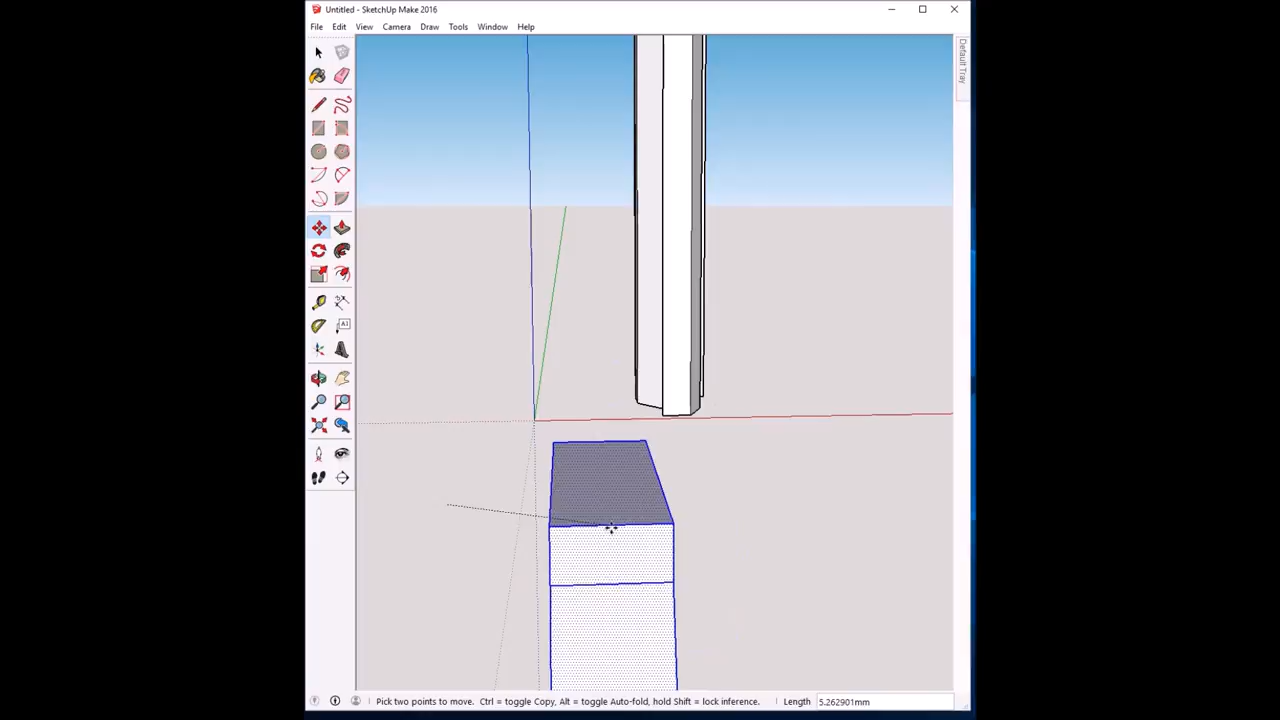 Untitled - SketchUp Make 2016
File Edit View Camera Draw Tools Window Help
Default Tray
A1
Pick two points to move. Ctrl = toggle Copy, Alt = toggle Auto-fold, hold Shift = lock inference. Length 5.262901mm